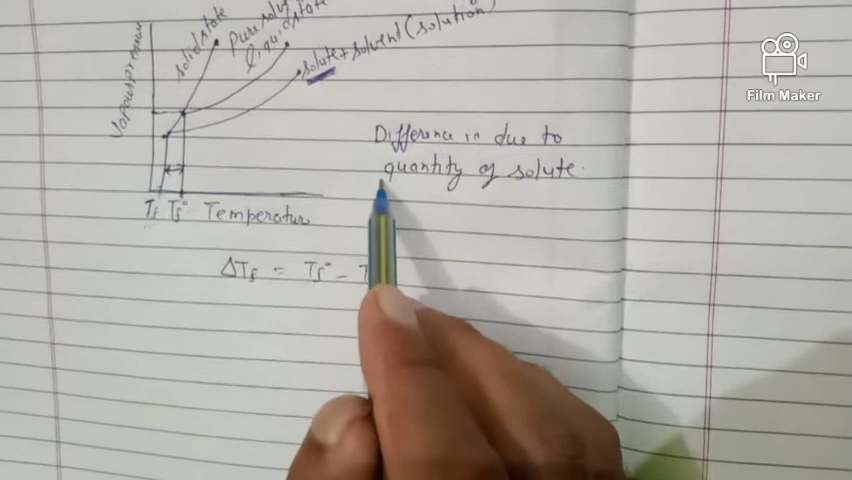 solid state
Pure solv
liquid state
solute + solvent (solution)
Vapour pressure
Difference is due to
quantity of solute.
Tf Tf° Temperature
ΔTf = Tf° - T
Film Maker